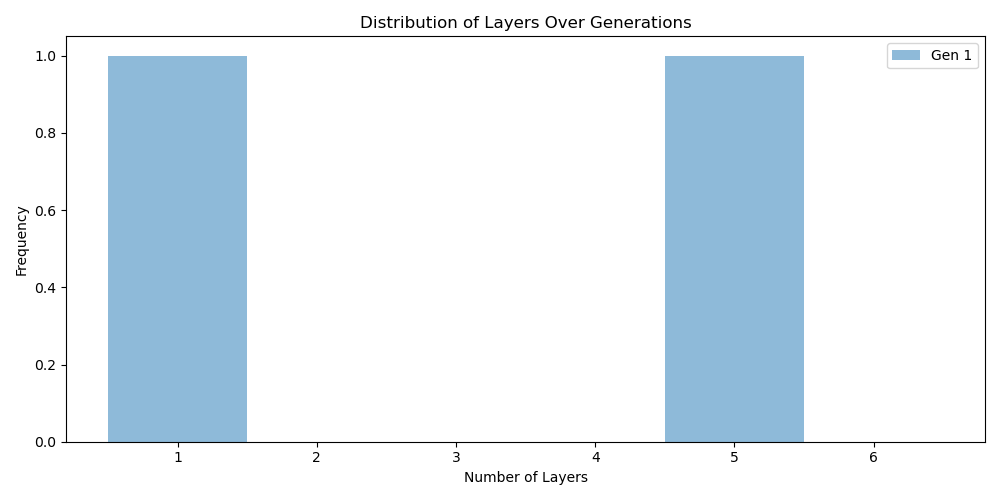 Distribution of Layers Over Generations
Gen 1
1.0
0.8
0.6
0.4
0.2
0.0
Frequency
1 2 3 4 5 6
Number of Layers